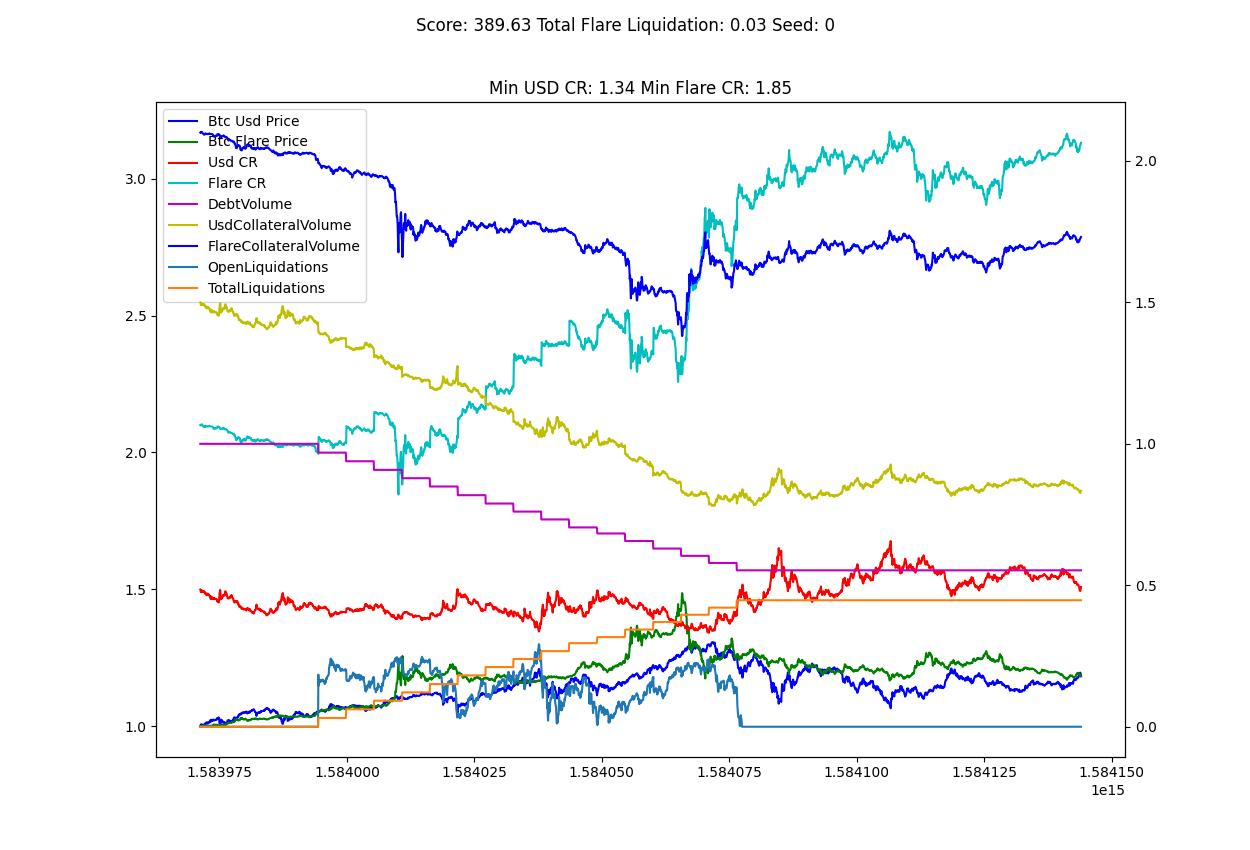 Score: 389.63 Total Flare Liquidation: 0.03 Seed: 0
Min USD CR: 1.34 Min Flare CR: 1.85
Btc Usd Price
Btc Flare Price
Usd CR
Flare CR
DebtVolume
UsdCollateralVolume
FlareCollateralVolume
OpenLiquidations
TotalLiquidations
3.0
2.5
2.0
1.5
1.0
2.0
1.5
1.0
0.5
0.0
1.583975 1.584000 1.584025 1.584050 1.584075 1.584100 1.584125 1.584150
1e15